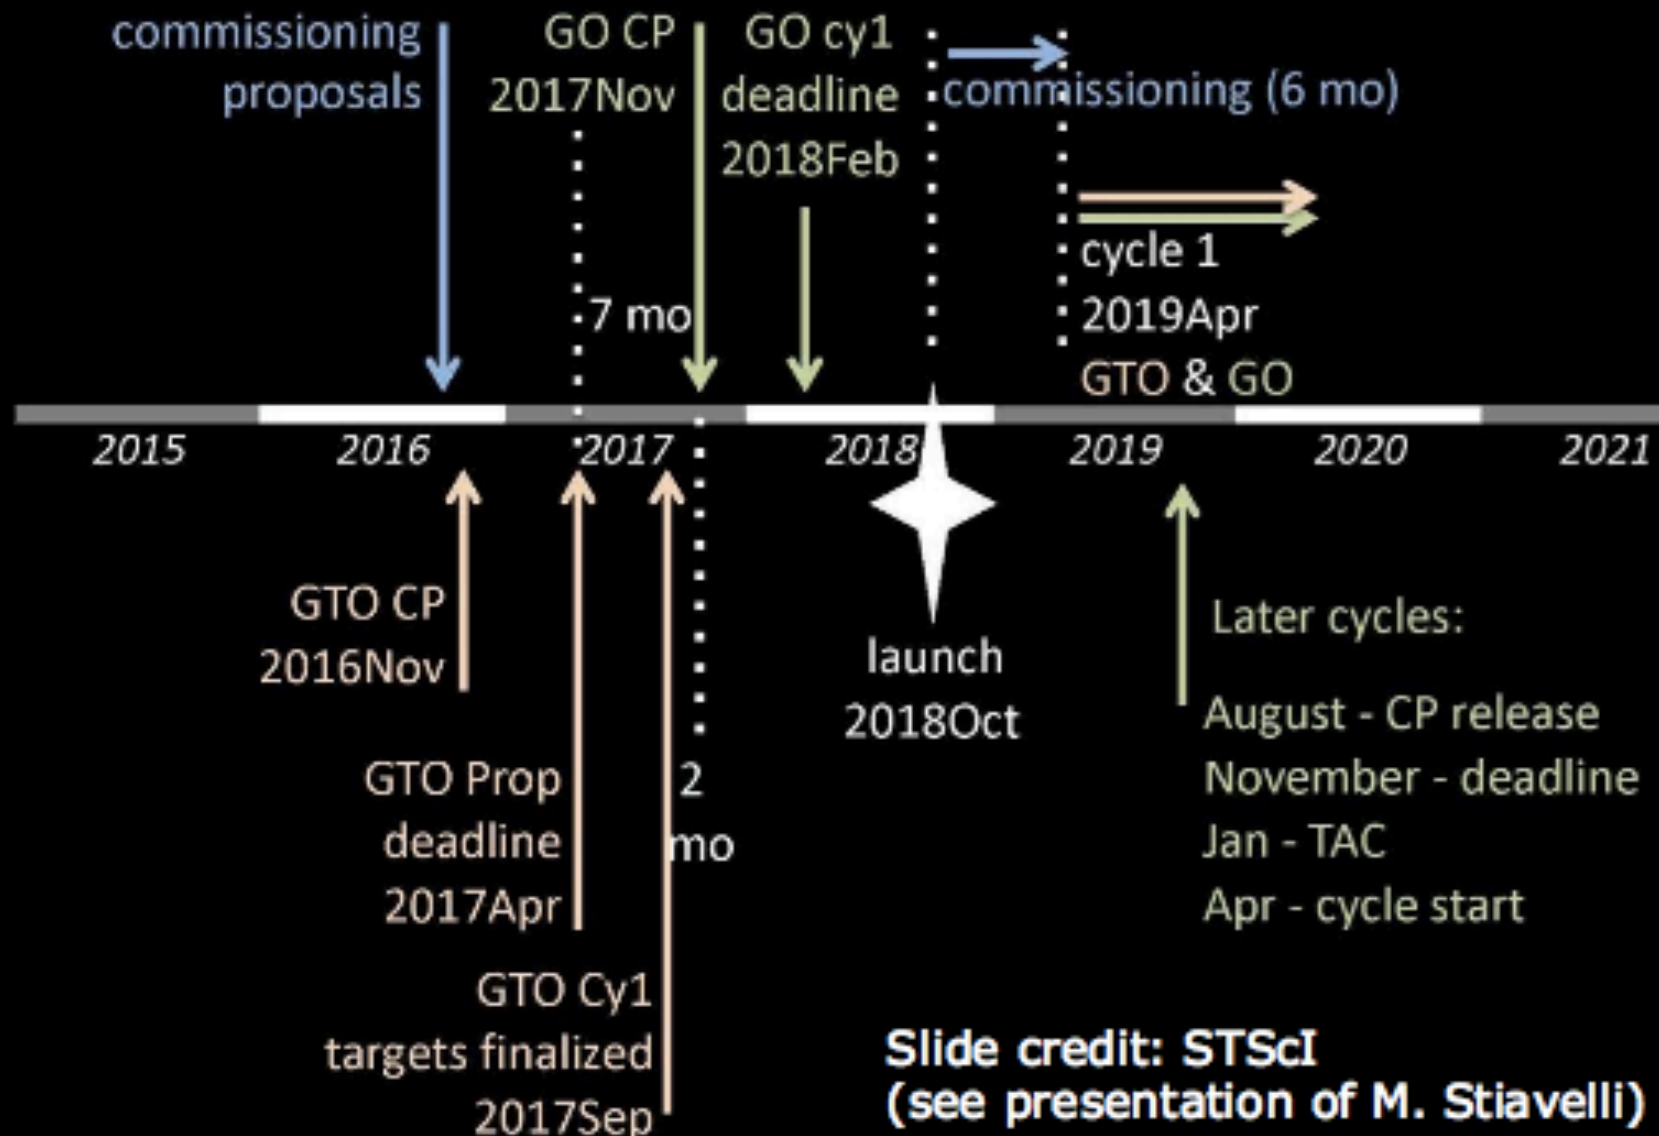 commissioning
proposals
GO CP
2017Nov
GO cy1
deadline
2018Feb
commissioning (6 mo)
7 mo
cycle 1
2019Apr
GTO & GO
2015
2016
2017
2018
2019
2020
2021
GTO CP
2016Nov
GTO Prop
deadline
2017Apr
2
mo
GTO Cy1
targets finalized
2017Sep
launch
2018Oct
Later cycles:
August - CP release
November - deadline
Jan - TAC
Apr - cycle start
Slide credit: STScI
(see presentation of M. Stiavelli)